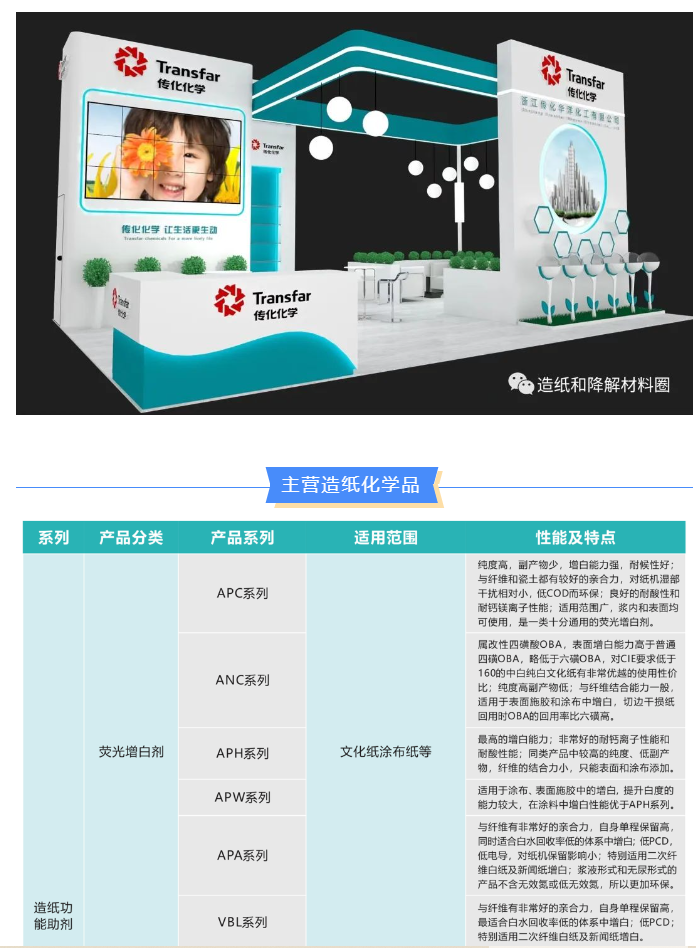 Transfar
传化化学
Transfar
传化化学
浙江传化华洋化工有限公司
Transfar
传化化学
传化化学 让生活更生动
Transfar
传化化学
造纸和降解材料圈
主营造纸化学品
系列 产品分类 产品系列 适用范围 性能及特点
造纸功
能助剂
荧光增白剂
文化纸涂布纸等
APC系列
纯度高，副产物少，增白能力强，耐候性好；
与纤维和瓷土都有较好的亲合力，对纸机湿部
干扰相对小，低COD而环保；良好的耐酸性和
耐钙镁离子性能；适用范围广，浆内和表面均
可使用，是一类十分通用的荧光增白剂。
ANC系列
属改性四磺酸OBA，表面增白能力高于普通
四磺OBA，略低于六磺OBA，对CIE要求低于
160的中白纯白文化纸有非常优越的使用性价
比；纯度高副产物低；与纤维结合能力一般，
适用于表面施胶和涂布中增白，切边干损纸
回用时OBA的回用率比六磺高。
APH系列
最高的增白能力；非常好的耐钙离子性能和
耐酸性能；同类产品中较高的纯度、低副产
物，纤维的结合力小，只能表面和涂布添加。
APW系列
适用于涂布、表面施胶中的增白, 提升白度的
能力较大，在涂料中增白性能优于APH系列。
APA系列
与纤维有非常好的亲合力，自身单程保留高，
同时适合白水回收率低的体系中增白; 低PCD,
低电导，对纸机保留影响小；特别适用二次纤
维白纸及新闻纸增白；浆液形式和无尿形式的
产品不含无效氮或低无效氮，所以更加环保。
VBL系列
与纤维有非常好的亲合力，自身单程保留高，
最适合白水回收率低的体系中增白；低PCD；
特别适用二次纤维白纸及新闻纸增白。